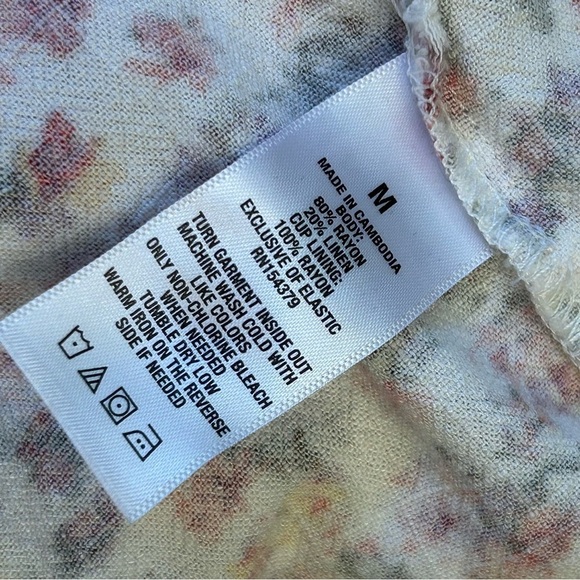 M
MADE IN CAMBODIA
BODY:
80% RAYON
20% LINEN
CUP LINING:
100% RAYON
EXCLUSIVE OF ELASTIC
RN154379
TURN GARMENT INSIDE OUT
MACHINE WASH COLD WITH
LIKE COLORS
ONLY NON-CHLORINE BLEACH
WHEN NEEDED
TUMBLE DRY LOW
WARM IRON ON THE REVERSE
SIDE IF NEEDED